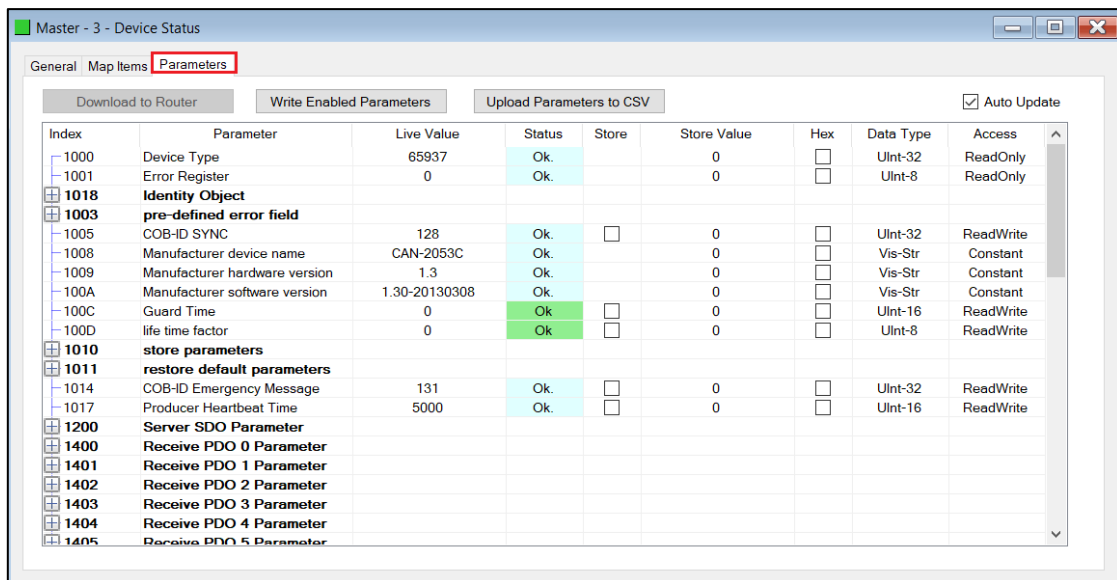 Master - 3 - Device Status
General Map Items Parameters
Download to Router Write Enabled Parameters Upload Parameters to CSV Auto Update
Index Parameter Live Value Status Store Store Value Hex Data Type Access
1000 Device Type 65937 Ok. 0 UInt-32 ReadOnly
1001 Error Register 0 Ok. 0 UInt-8 ReadOnly
1018 Identity Object
1003 pre-defined error field
1005 COB-ID SYNC 128 Ok. 0 UInt-32 ReadWrite
1008 Manufacturer device name CAN-2053C Ok. 0 Vis-Str Constant
1009 Manufacturer hardware version 1.3 Ok. 0 Vis-Str Constant
100A Manufacturer software version 1.30-20130308 Ok. 0 Vis-Str Constant
100C Guard Time 0 Ok 0 UInt-16 ReadWrite
100D life time factor 0 Ok 0 UInt-8 ReadWrite
1010 store parameters
1011 restore default parameters
1014 COB-ID Emergency Message 131 Ok. 0 UInt-32 ReadWrite
1017 Producer Heartbeat Time 5000 Ok. 0 UInt-16 ReadWrite
1200 Server SDO Parameter
1400 Receive PDO 0 Parameter
1401 Receive PDO 1 Parameter
1402 Receive PDO 2 Parameter
1403 Receive PDO 3 Parameter
1404 Receive PDO 4 Parameter
1405 Receive PDO 5 Parameter